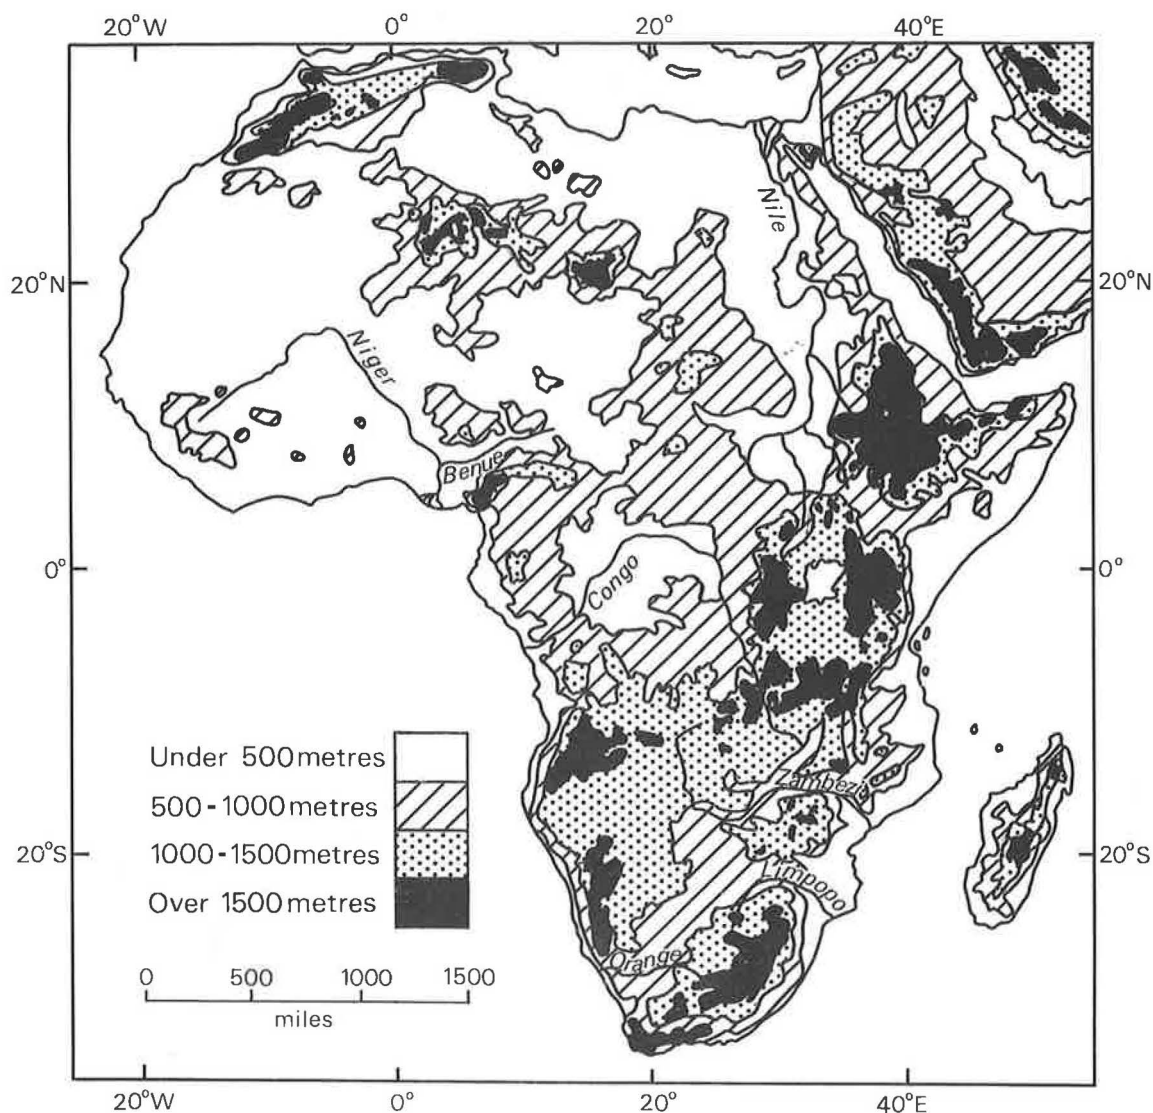 20°W 0° 20° 40°E
Nile
20°N 20°N
Niger
Benue
0° 0°
Congo
Under 500 metres
500-1000 metres
1000-1500 metres
Over 1500 metres
Zambezi
20°S 20°S
Limpopo
Orange
0 500 1000 1500
miles
20°W 0° 20° 40°E